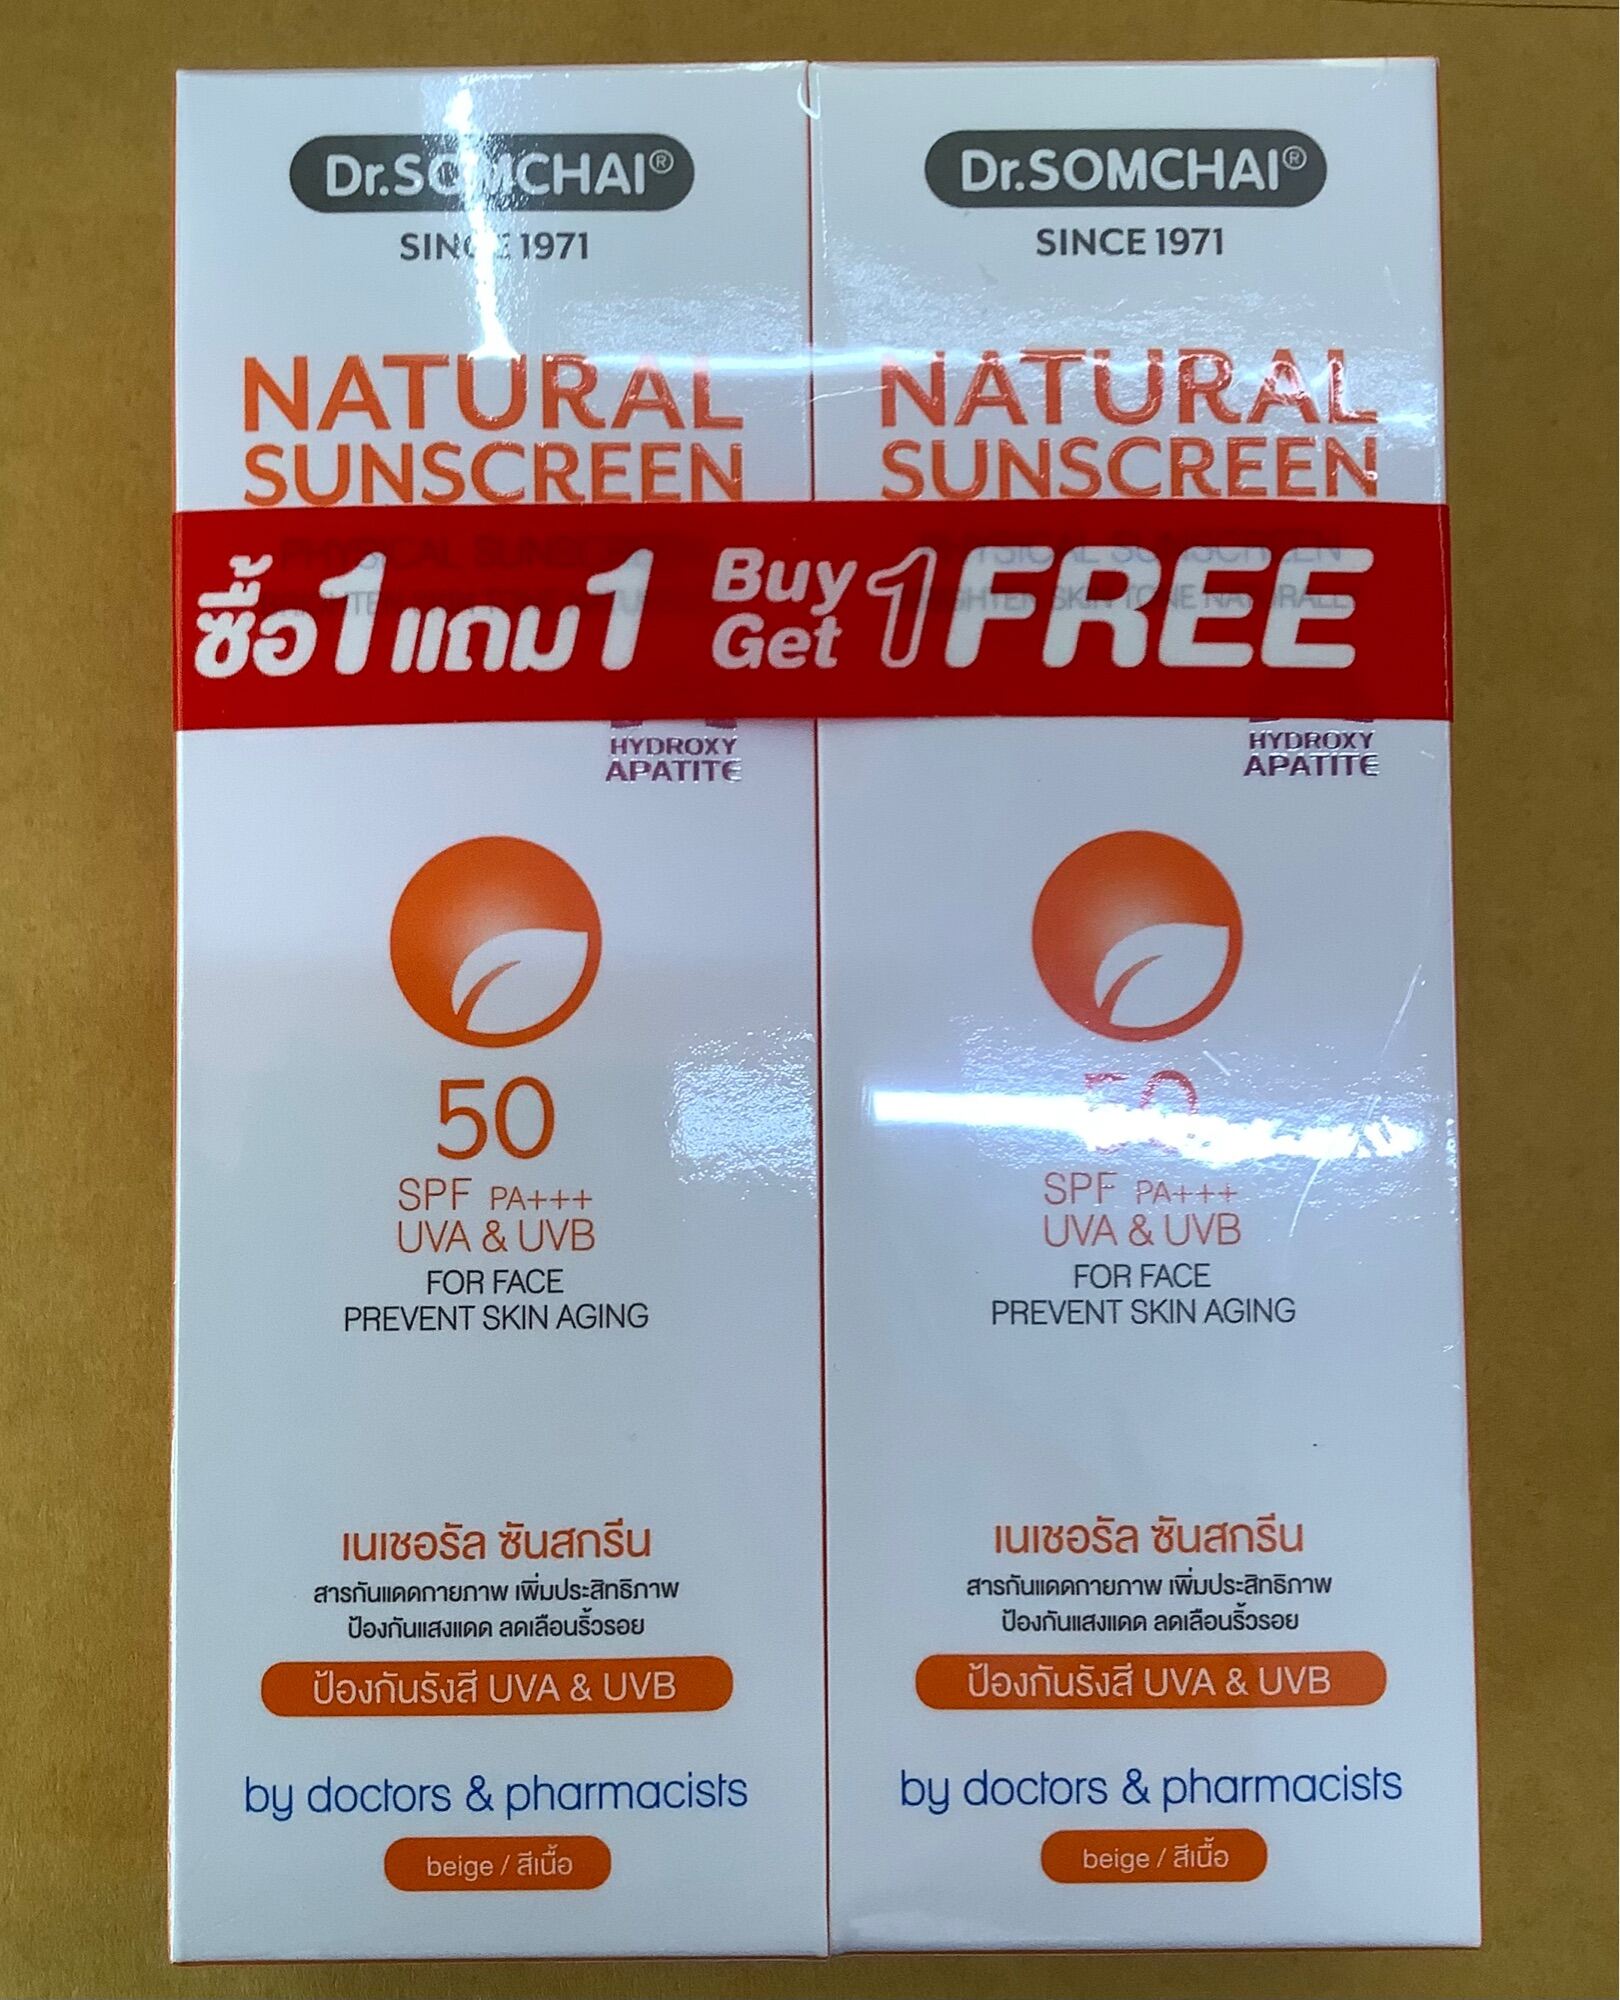 Dr.SOMCHAI®
SINCE 1971
NATURAL
SUNSCREEN
PHYSICAL SUNSCREEN
HYDROXY
APATITE
50
SPF PA+++
UVA & UVB
FOR FACE
PREVENT SKIN AGING
เนเชอรัล ซันสกรีน
สารกันแดดกายภาพ เพิ่มประสิทธิภาพ
ป้องกันแสงแดด ลดเลือนริ้วรอย
ป้องกันรังสี UVA & UVB
by doctors & pharmacists
beige / สีเนื้อ
Dr.SOMCHAI®
SINCE 1971
NATURAL
SUNSCREEN
PHYSICAL SUNSCREEN
BRIGHTEN SKIN TONE NATURALLY
HYDROXY
APATITE
50
SPF PA+++
UVA & UVB
FOR FACE
PREVENT SKIN AGING
เนเชอรัล ซันสกรีน
สารกันแดดกายภาพ เพิ่มประสิทธิภาพ
ป้องกันแสงแดด ลดเลือนริ้วรอย
ป้องกันรังสี UVA & UVB
by doctors & pharmacists
beige / สีเนื้อ
ซื้อ 1 แถม 1
Buy 1
Get 1 FREE